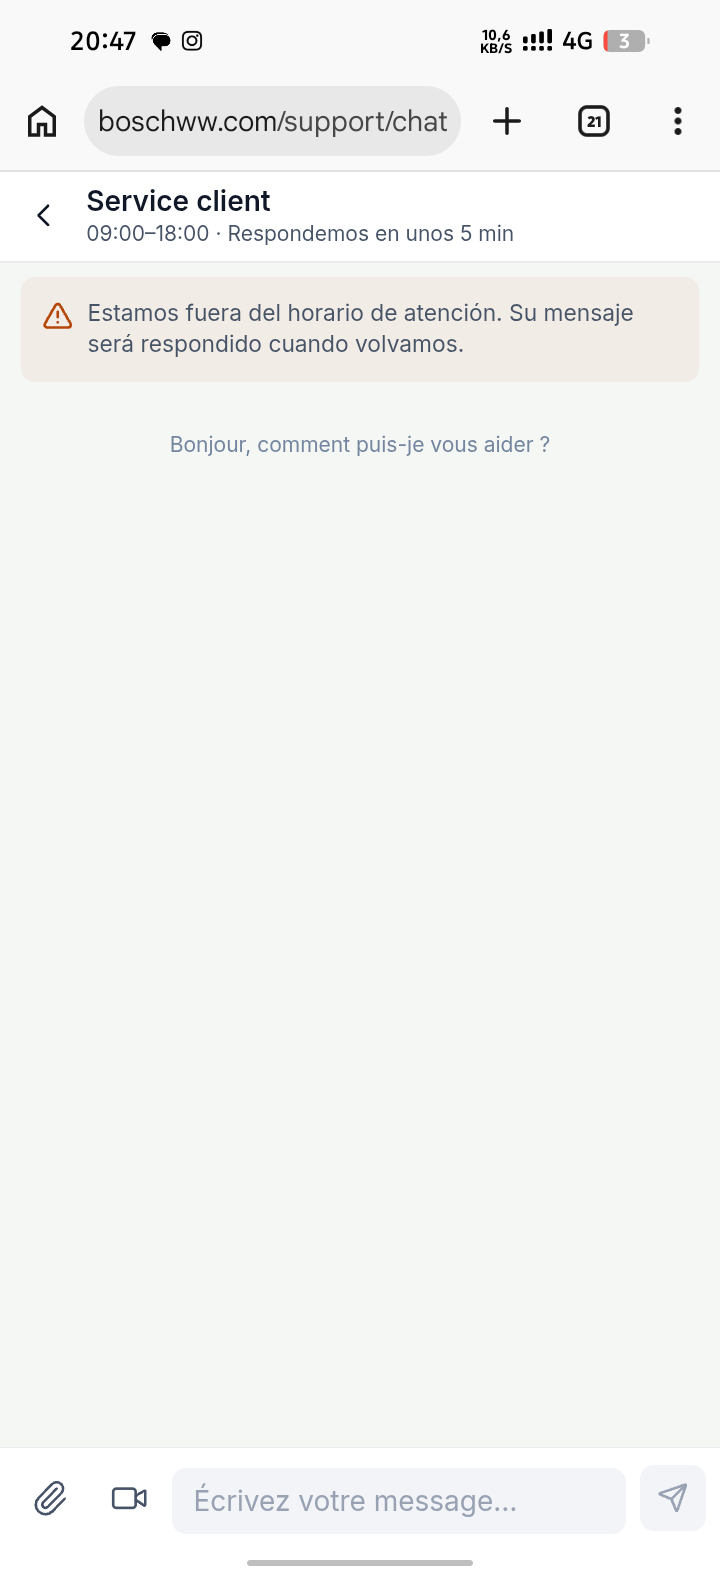 20:47
10,6
KB/S
4G
3
boschww.com/support/chat
21
Service client
09:00–18:00 · Respondemos en unos 5 min
Estamos fuera del horario de atención. Su mensaje
será respondido cuando volvamos.
Bonjour, comment puis-je vous aider ?
Écrivez votre message...